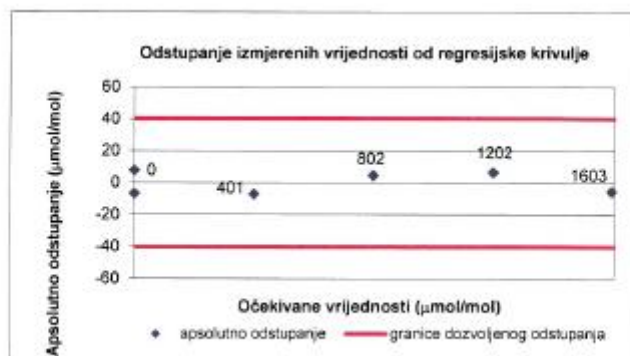 Odstupanje izmjerenih vrijednosti od regresijske krivulje
Apsolutno odstupanje (μmol/mol)
60
40
20
0
-20
-40
-60
0
401
802
1202
1603
Očekivane vrijednosti (μmol/mol)
apsolutno odstupanje
granice dozvoljenog odstupanja